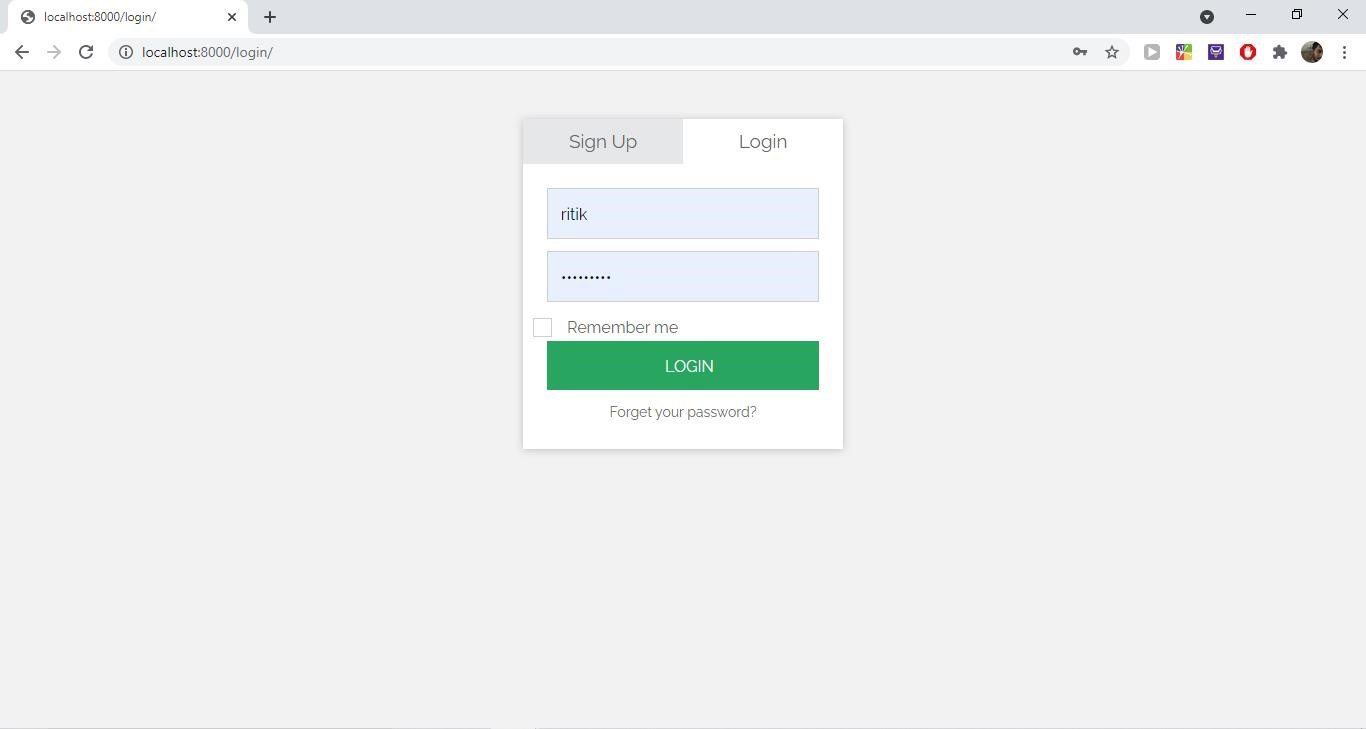 localhost:8000/login/
localhost:8000/login/
Sign Up
Login
ritik
•••••••••
Remember me
LOGIN
Forget your password?